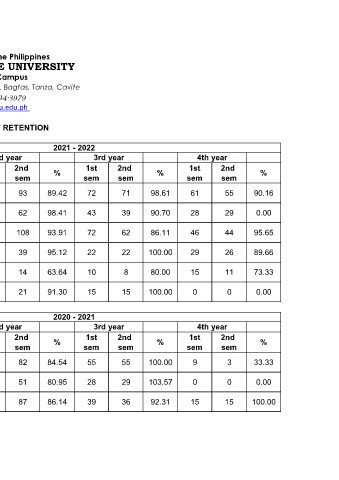 ne Philippines
E UNIVERSITY
Campus
, Bagtas, Tanza, Cavite
14-3979
u.edu.ph
RETENTION
2021 - 2022
d year 3rd year 4th year
2nd sem % 1st sem 2nd sem % 1st sem 2nd sem %
93 89.42 72 71 98.61 61 55 90.16
62 98.41 43 39 90.70 28 29 0.00
108 93.91 72 62 86.11 46 44 95.65
39 95.12 22 22 100.00 29 26 89.66
14 63.64 10 8 80.00 15 11 73.33
21 91.30 15 15 100.00 0 0 0.00
2020 - 2021
d year 3rd year 4th year
2nd sem % 1st sem 2nd sem % 1st sem 2nd sem %
82 84.54 55 55 100.00 9 3 33.33
51 80.95 28 29 103.57 0 0 0.00
87 86.14 39 36 92.31 15 15 100.00